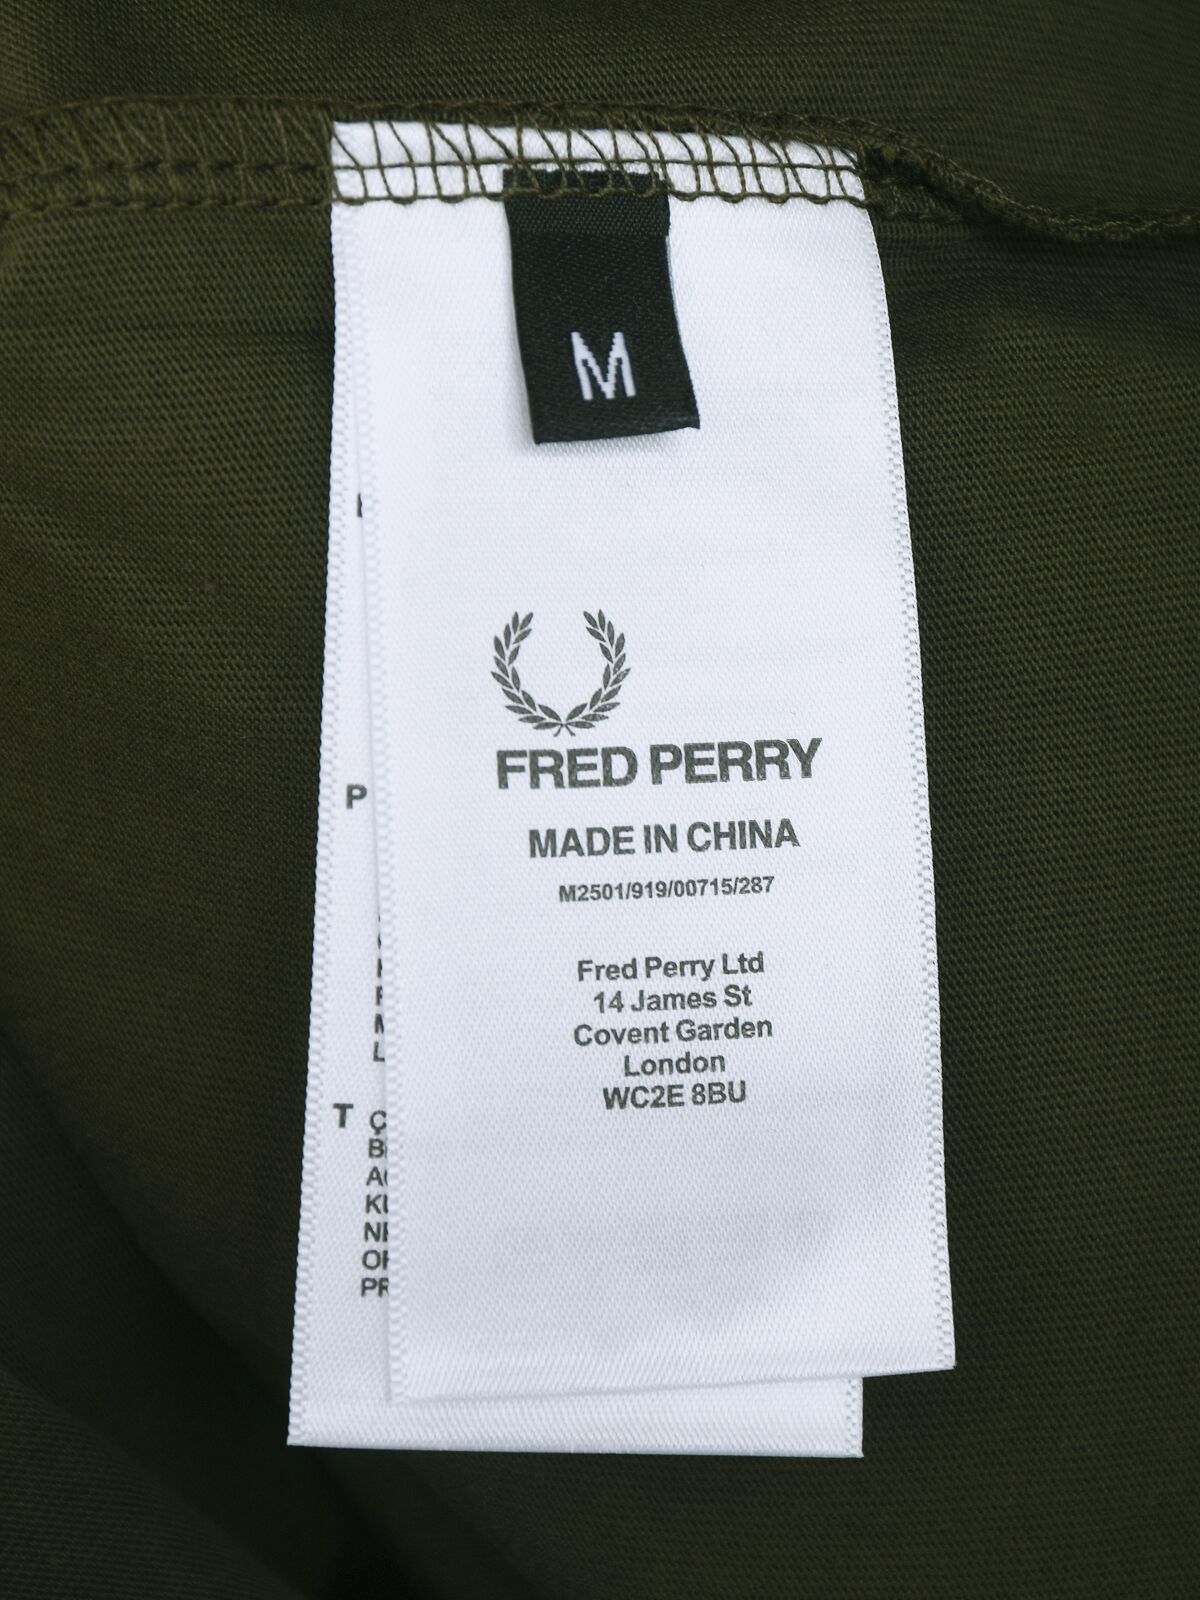 M
FRED PERRY
MADE IN CHINA
M2501/919/00715/287
Fred Perry Ltd
14 James St
Covent Garden
London
WC2E 8BU
P
T